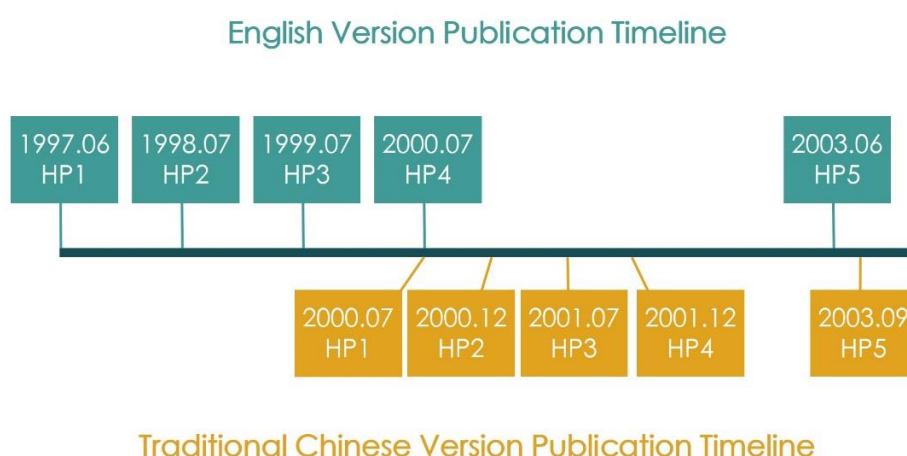 English Version Publication Timeline
1997.06
HP1
1998.07
HP2
1999.07
HP3
2000.07
HP4
2003.06
HP5
2000.07
HP1
2000.12
HP2
2001.07
HP3
2001.12
HP4
2003.09
HP5
Traditional Chinese Version Publication Timeline